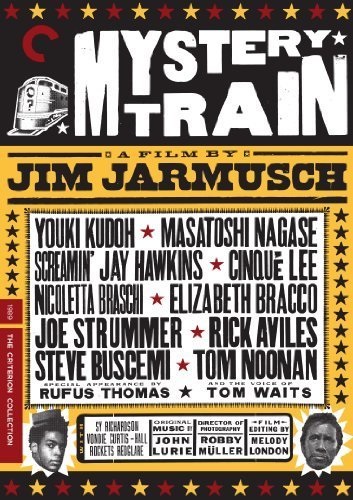 MYSTERY
TRAIN
A FILM BY
JIM JARMUSCH
YOUKI KUDOH ★ MASATOSHI NAGASE
SCREAMIN' JAY HAWKINS ★ CINQUÉ LEE
NICOLETTA BRASCHI ★ ELIZABETH BRACCO
JOE STRUMMER ★ RICK AVILES
STEVE BUSCEMI ★ TOM NOONAN
SPECIAL APPEARANCE BY
RUFUS THOMAS ★
AND THE VOICE OF
TOM WAITS
WITH
SY RICHARDSON
VONDIE CURTIS-HALL
ROCKETS REDGLARE
ORIGINAL
MUSIC BY
JOHN
LURIE
DIRECTOR OF
PHOTOGRAPHY
ROBBY
MÜLLER
★FILM★
EDITING BY
MELODY
LONDON
1989
THE CRITERION COLLECTION